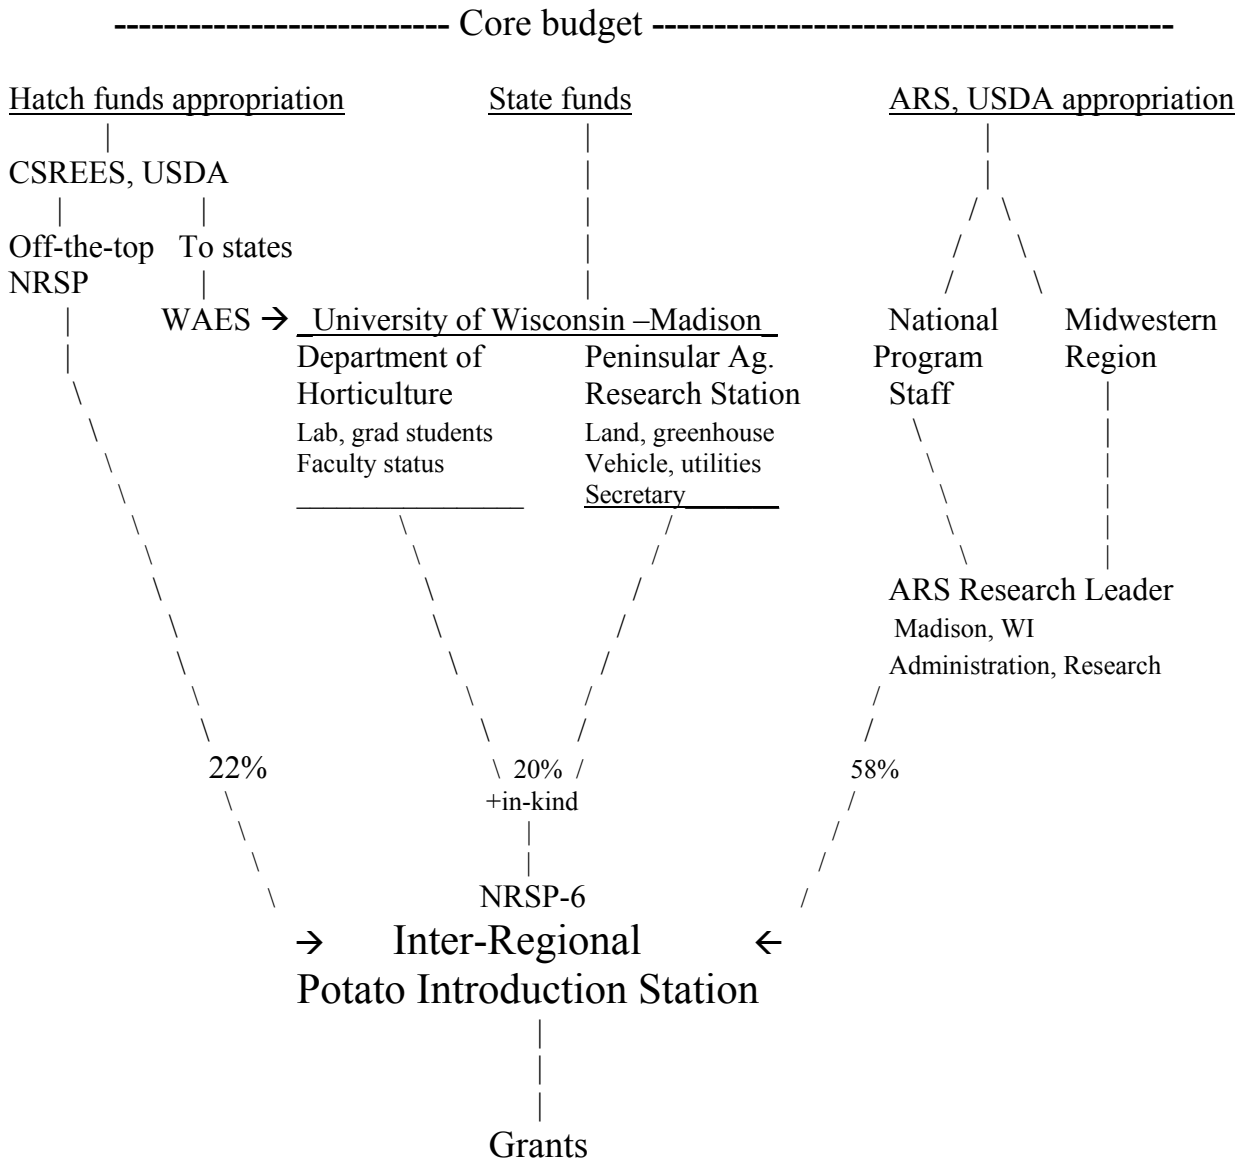 --------------------------- Core budget ------------------------------------------
Hatch funds appropriation State funds ARS, USDA appropriation
CSREES, USDA
Off-the-top To states
NRSP
WAES → University of Wisconsin –Madison National Midwestern
Department of Peninsular Ag. Program Region
Horticulture Research Station Staff
Lab, grad students Land, greenhouse
Faculty status Vehicle, utilities
Secretary
ARS Research Leader
Madison, WI
Administration, Research
22% 20% 58%
+in-kind
NRSP-6
→ Inter-Regional ←
Potato Introduction Station
Grants